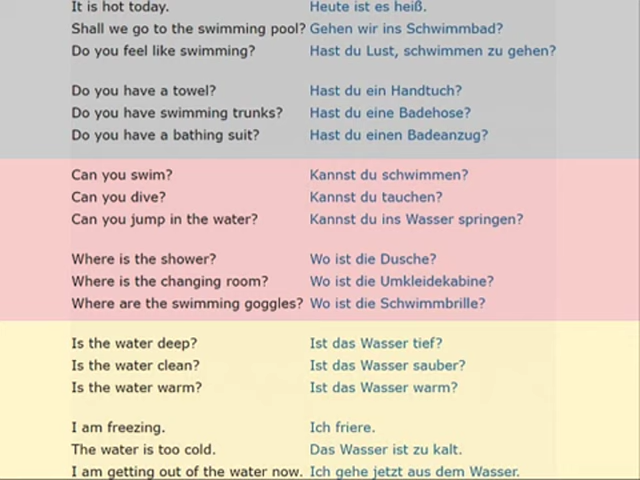 It is hot today. Heute ist es heiß.
Shall we go to the swimming pool? Gehen wir ins Schwimmbad?
Do you feel like swimming? Hast du Lust, schwimmen zu gehen?
Do you have a towel? Hast du ein Handtuch?
Do you have swimming trunks? Hast du eine Badehose?
Do you have a bathing suit? Hast du einen Badeanzug?
Can you swim? Kannst du schwimmen?
Can you dive? Kannst du tauchen?
Can you jump in the water? Kannst du ins Wasser springen?
Where is the shower? Wo ist die Dusche?
Where is the changing room? Wo ist die Umkleidekabine?
Where are the swimming goggles? Wo ist die Schwimmbrille?
Is the water deep? Ist das Wasser tief?
Is the water clean? Ist das Wasser sauber?
Is the water warm? Ist das Wasser warm?
I am freezing. Ich friere.
The water is too cold. Das Wasser ist zu kalt.
I am getting out of the water now. Ich gehe jetzt aus dem Wasser.